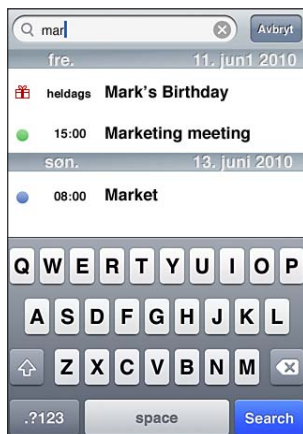 mar Avbryt
fre. 11. jun1 2010
heldags Mark's Birthday
15:00 Marketing meeting
søn. 13. juni 2010
08:00 Market
Q W E R T Y U I O P
A S D F G H J K L
Z X C V B N M
.?123 space Search